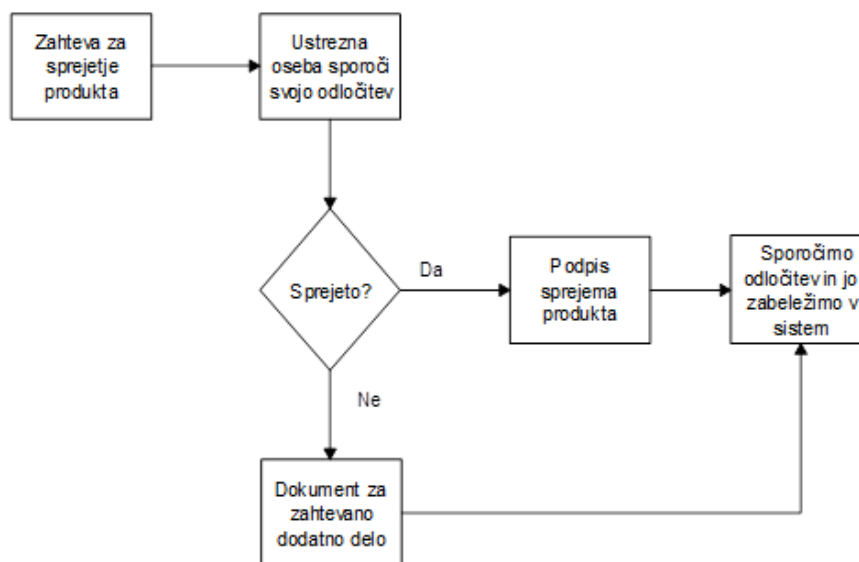 Zahteva za
sprejetje
produkta
Ustrezna
oseba sporoči
svojo odločitev
Sprejeto?
Da
Podpis
sprejema
produkta
Sporočimo
odločitev in jo
zabeležimo v
sistem
Ne
Dokument za
zahtevano
dodatno delo